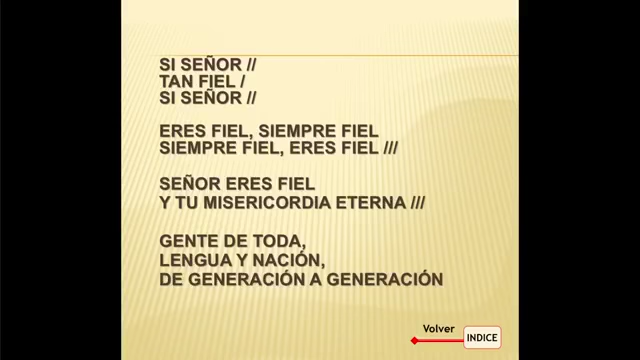 SI SEÑOR //
TAN FIEL /
SI SEÑOR //
ERES FIEL, SIEMPRE FIEL
SIEMPRE FIEL, ERES FIEL ///
SEÑOR ERES FIEL
Y TU MISERICORDIA ETERNA ///
GENTE DE TODA,
LENGUA Y NACIÓN,
DE GENERACIÓN A GENERACIÓN
Volver
INDICE